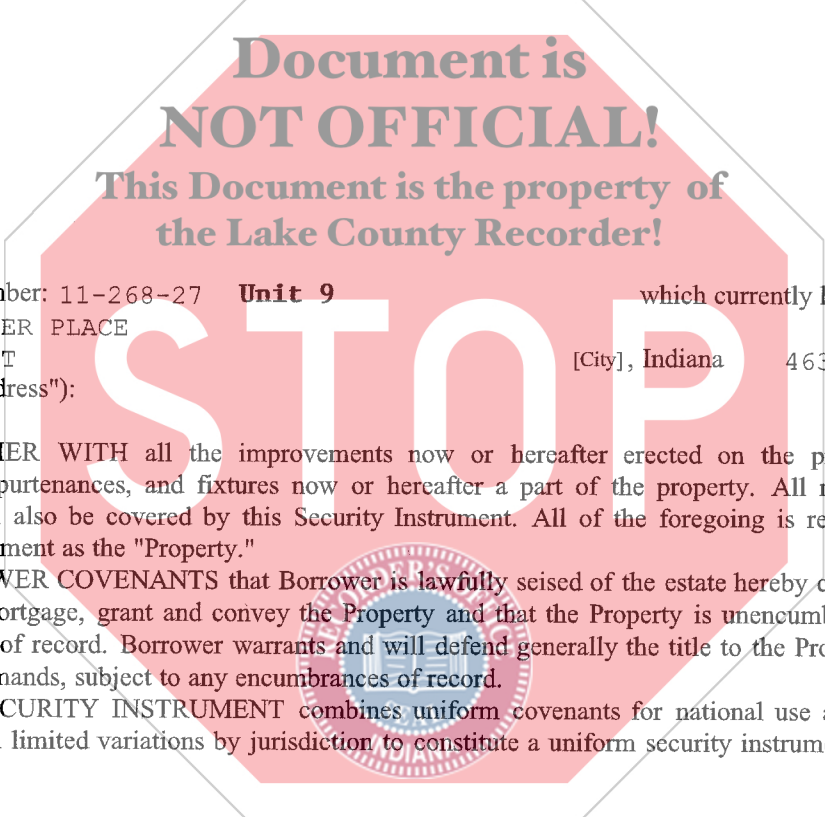 Document is
NOT OFFICIAL!
This Document is the property of
the Lake County Recorder!
STOP
ber: 11-268-27 Unit 9 which currently
ER PLACE
T [City], Indiana 463
dress"):
ER WITH all the improvements now or hereafter erected on the p
purtenances, and fixtures now or hereafter a part of the property. All
also be covered by this Security Instrument. All of the foregoing is re
ment as the "Property."
WER COVENANTS that Borrower is lawfully seised of the estate hereby
ortgage, grant and convey the Property and that the Property is unencumb
of record. Borrower warrants and will defend generally the title to the Pro
mands, subject to any encumbrances of record.
CURITY INSTRUMENT combines uniform covenants for national use a
limited variations by jurisdiction to constitute a uniform security instrum
INDIANA